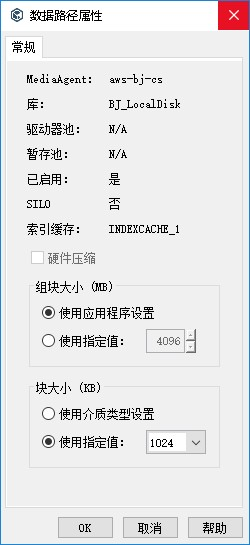 数据路径属性
常规
MediaAgent: aws-bj-cs
库: BJ_LocalDisk
驱动器池: N/A
暂存池: N/A
已启用: 是
SILO 否
索引缓存: INDEXCACHE_1
硬件压缩
组块大小 (MB)
使用应用程序设置
使用指定值: 4096
块大小 (KB)
使用介质类型设置
使用指定值: 1024
OK 取消 帮助